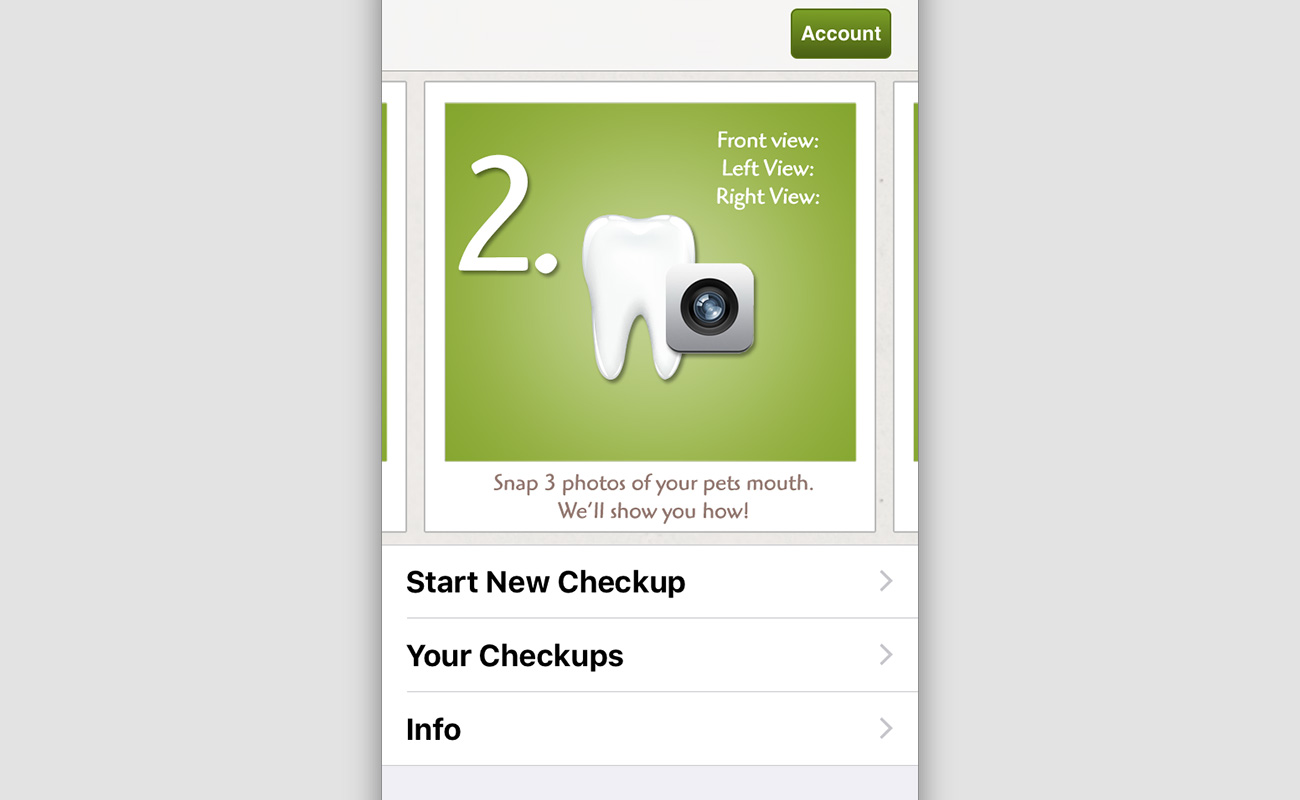 Account
2.
Front view:
Left View:
Right View:
Snap 3 photos of your pets mouth.
We'll show you how!
Start New Checkup
Your Checkups
Info